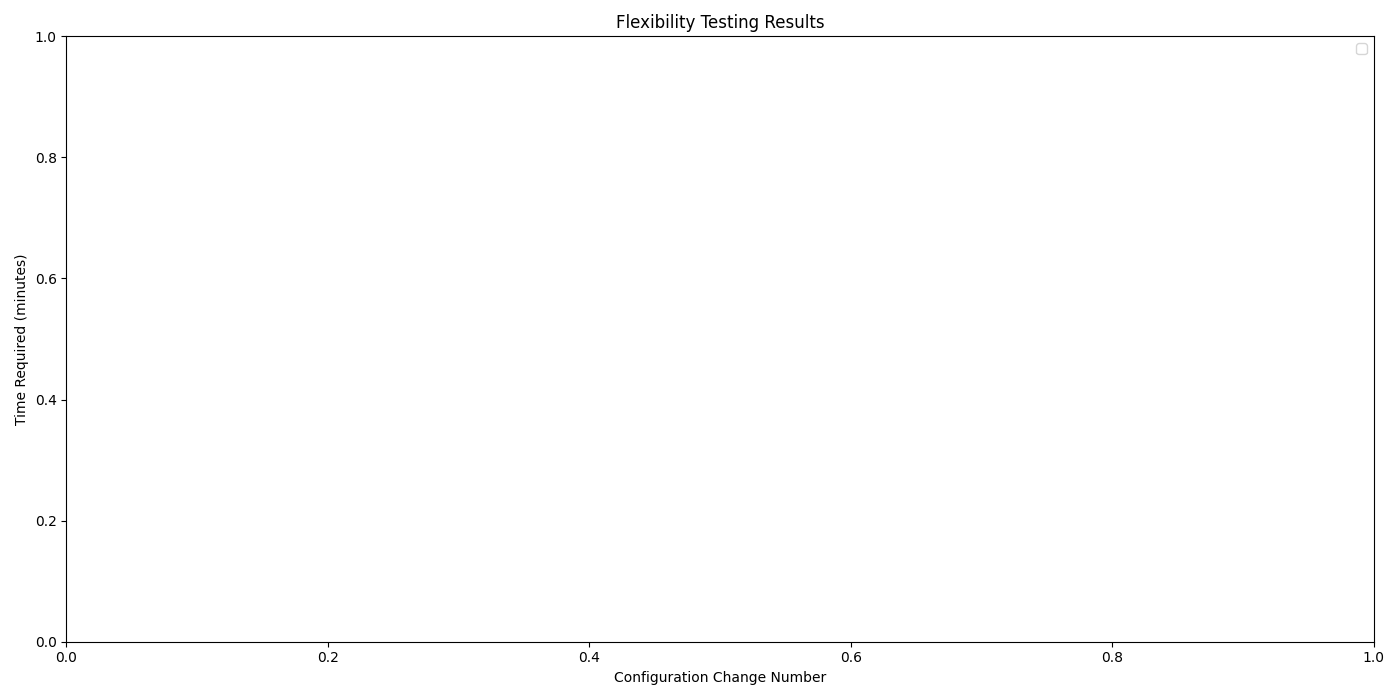 Flexibility Testing Results
1.0
0.8
0.6
0.4
0.2
0.0
Time Required (minutes)
0.0 0.2 0.4 0.6 0.8 1.0
Configuration Change Number